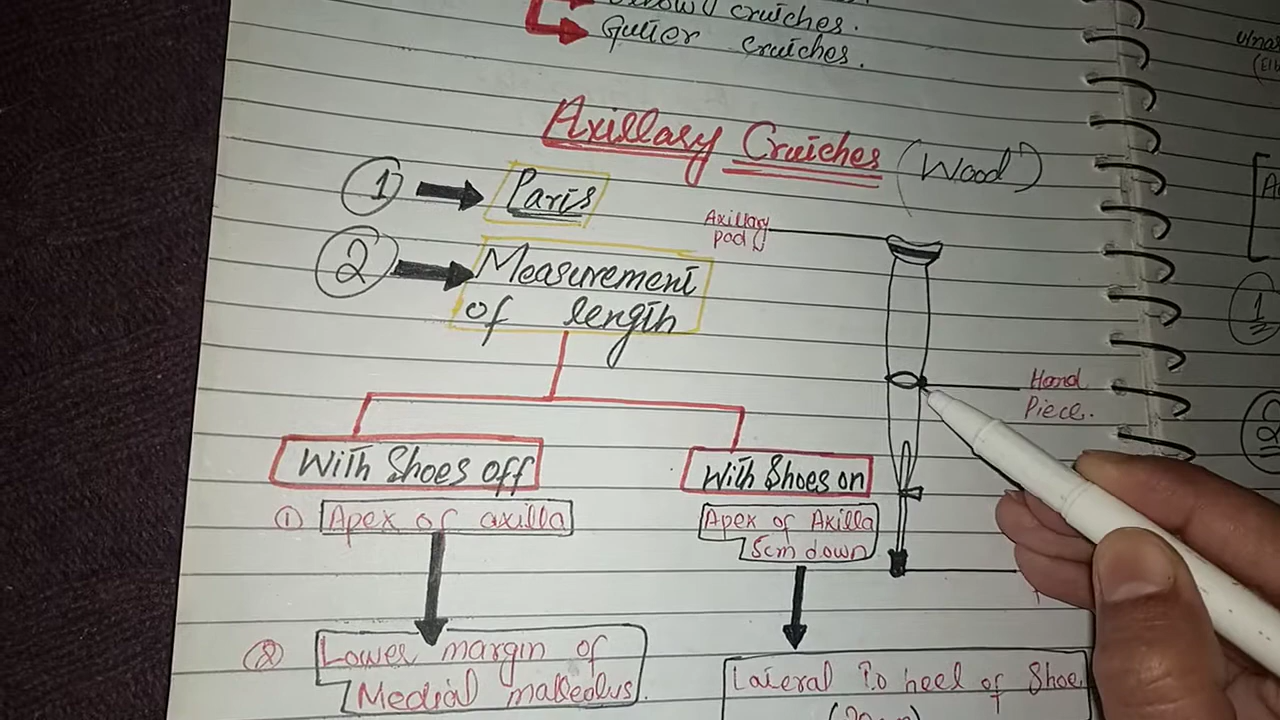 crutches.
Gutter crutches.
Axillary Crutches (Wood)
1 Parts
2 Measurement
of length
Axillary
pad
Hand
Piece.
With Shoes off
With Shoes on
① Apex of axilla
Apex of Axilla
5cm down
② Lower margin of
Medial malleolus.
Lateral to heel of Shoe